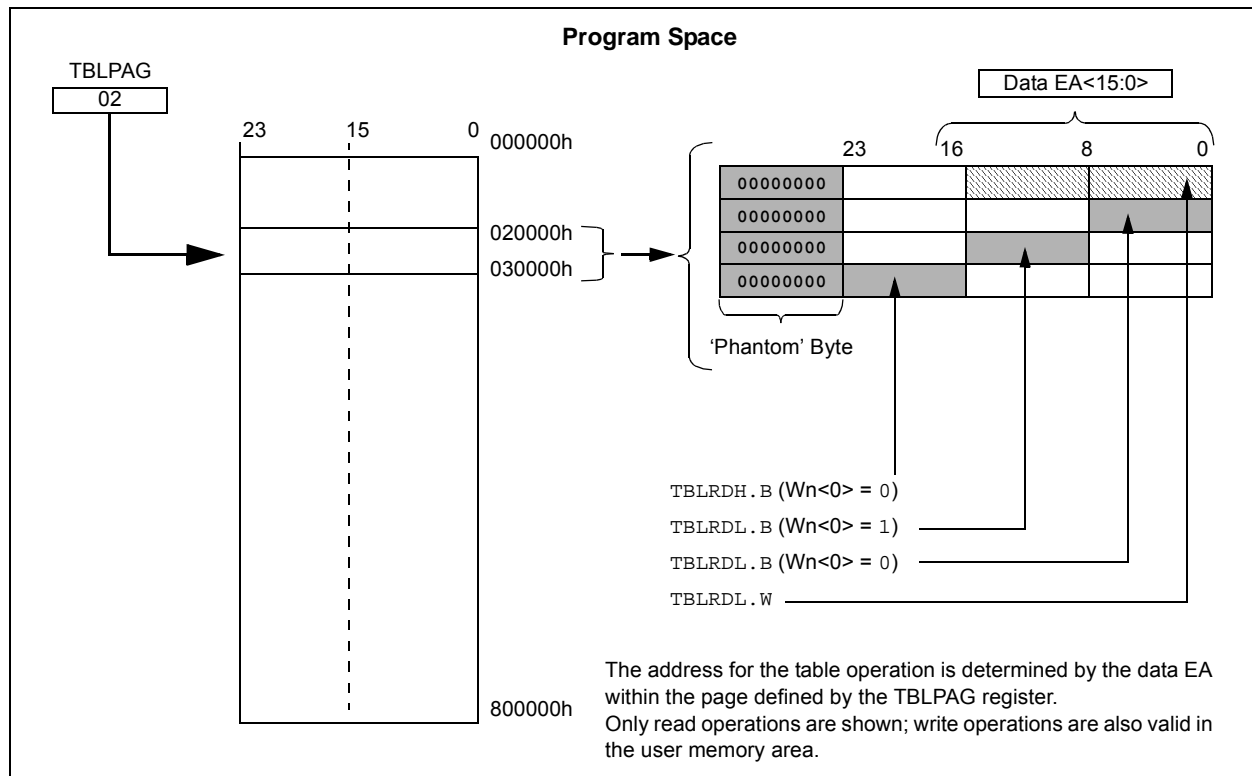 Program Space
TBLPAG
02
Data EA<15:0>
23 15 0
000000h
23 16 8 0
00000000
00000000
00000000
00000000
020000h
030000h
‘Phantom’ Byte
TBLRDH.B (Wn<0> = 0)
TBLRDL.B (Wn<0> = 1)
TBLRDL.B (Wn<0> = 0)
TBLRDL.W
800000h
The address for the table operation is determined by the data EA
within the page defined by the TBLPAG register.
Only read operations are shown; write operations are also valid in
the user memory area.